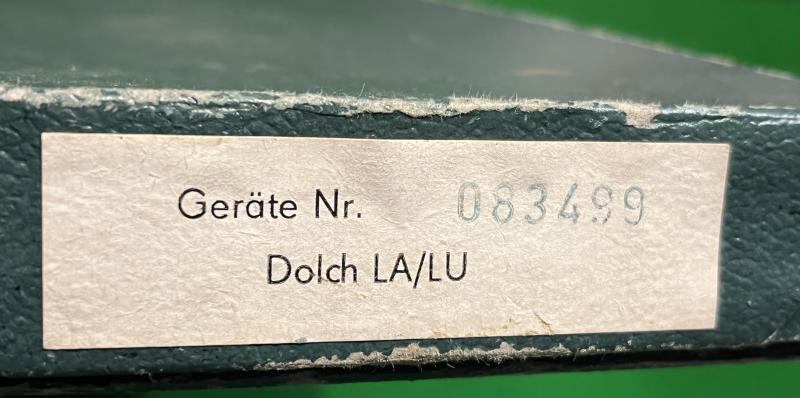 Geräte Nr. 083499
Dolch LA/LU